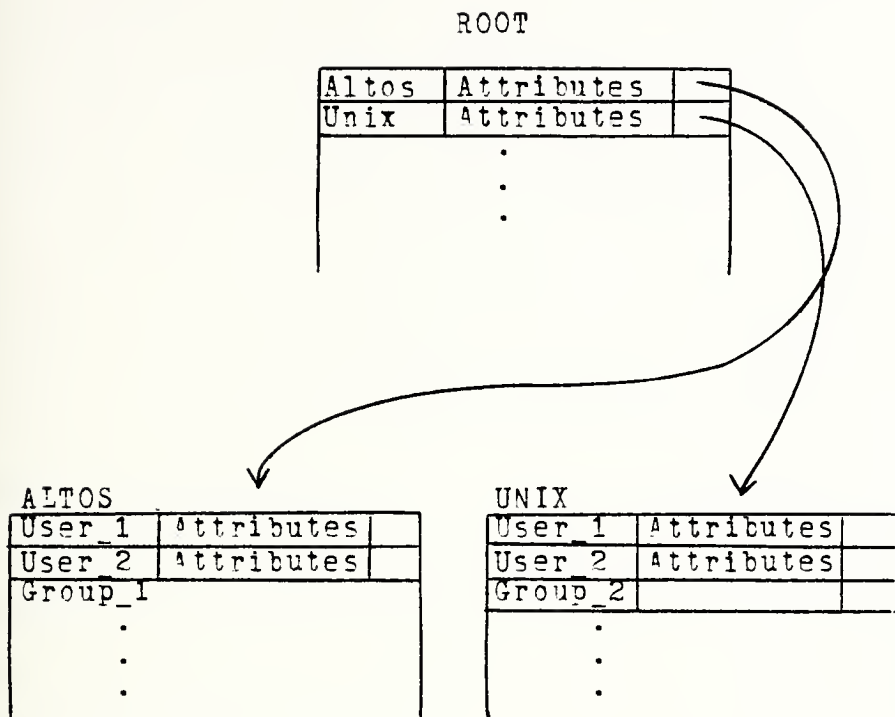 ROOT
Altos Attributes
Unix Attributes
ALTOS
User_1 Attributes
User_2 Attributes
Group_1
UNIX
User_1 Attributes
User_2 Attributes
Group_2